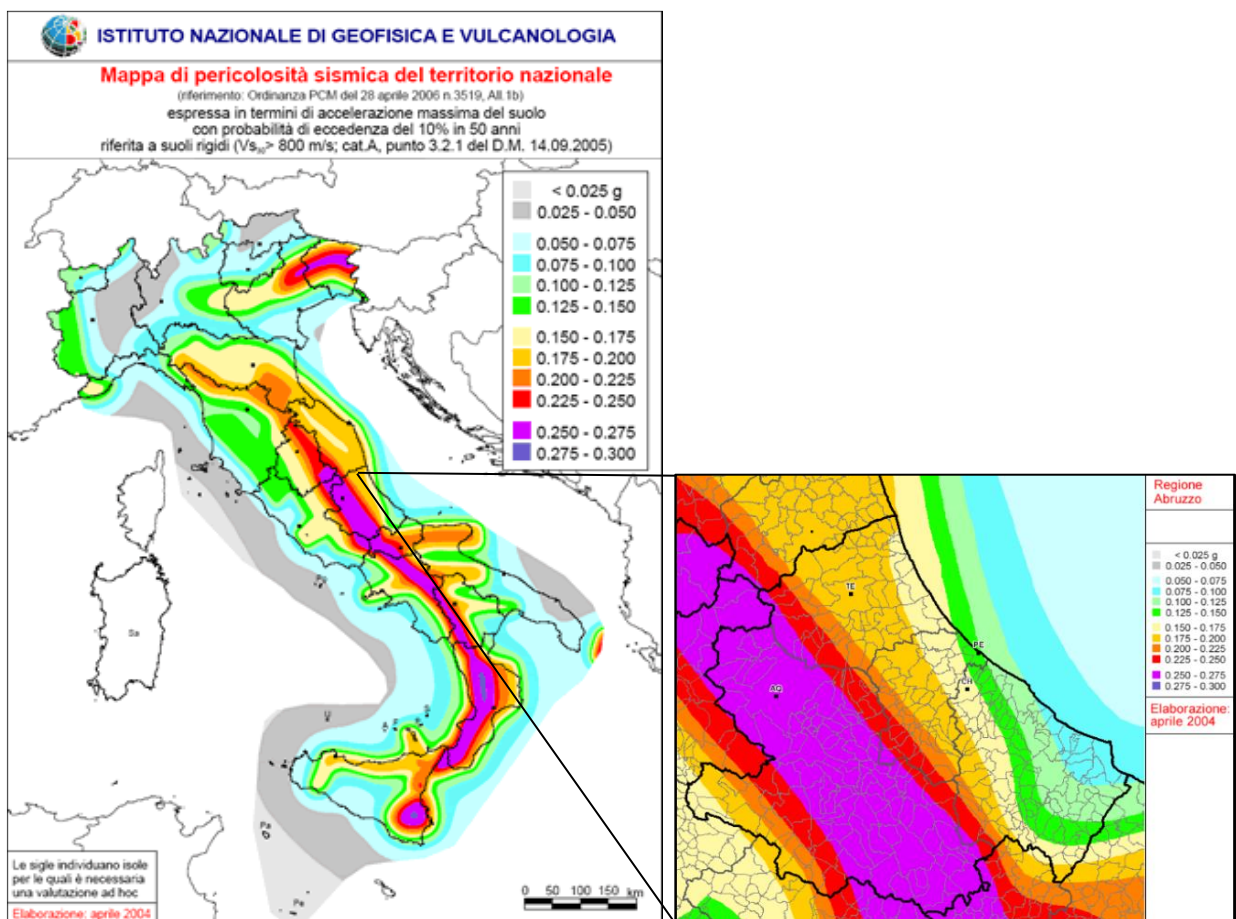 ISTITUTO NAZIONALE DI GEOFISICA E VULCANOLOGIA
Mappa di pericolosità sismica del territorio nazionale
(riferimento: Ordinanza PCM del 28 aprile 2006 n.3519, All.1b)
espressa in termini di accelerazione massima del suolo
con probabilità di eccedenza del 10% in 50 anni
riferita a suoli rigidi (Vs₃₀> 800 m/s; cat.A, punto 3.2.1 del D.M. 14.09.2005)
< 0.025 g
0.025 - 0.050
0.050 - 0.075
0.075 - 0.100
0.100 - 0.125
0.125 - 0.150
0.150 - 0.175
0.175 - 0.200
0.200 - 0.225
0.225 - 0.250
0.250 - 0.275
0.275 - 0.300
Sa
U
Pa
Pe
Le sigle individuano isole
per le quali è necessaria
una valutazione ad hoc
Elaborazione: aprile 2004
0 50 100 150 km
Regione
Abruzzo
< 0.025 g
0.025 - 0.050
0.050 - 0.075
0.075 - 0.100
0.100 - 0.125
0.125 - 0.150
0.150 - 0.175
0.175 - 0.200
0.200 - 0.225
0.225 - 0.250
0.250 - 0.275
0.275 - 0.300
Elaborazione:
aprile 2004
TE
PE
CH
AQ